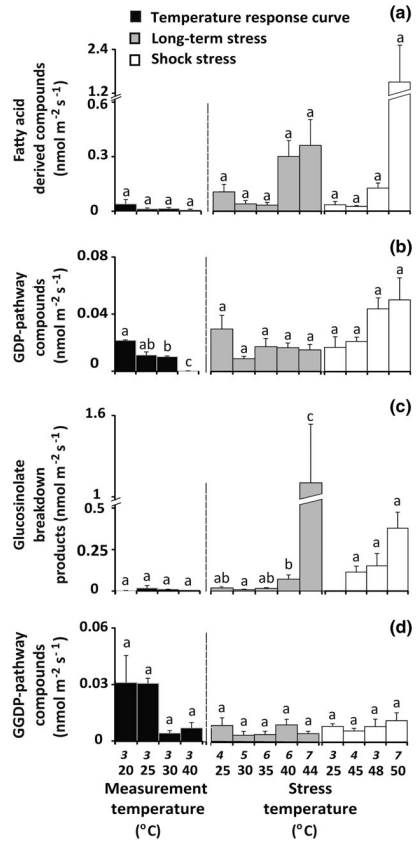 (a)
Temperature response curve
Long-term stress
Shock stress
Fatty acid
derived compounds
(nmol m⁻² s⁻¹)
2.4
1.2
0.6
0.3
0
a a a a a a a a a a a a a
(b)
GDP-pathway
compounds
(nmol m⁻² s⁻¹)
0.08
0.04
0
a ab b c a a a a a a a a a
(c)
Glucosinolate
breakdown
products (nmol m⁻² s⁻¹)
1.6
1
0.5
0.25
0
a a a a ab a ab b c a a a
(d)
GGDP-pathway
compounds
(nmol m⁻² s⁻¹)
0.06
0.03
0
a a a a a a a a a a a a a
3 3 3 3 4 5 6 6 7 3 3 3 7
20 25 30 40 25 30 35 40 44 25 45 48 50
Measurement
temperature
(°C)
Stress
temperature
(°C)